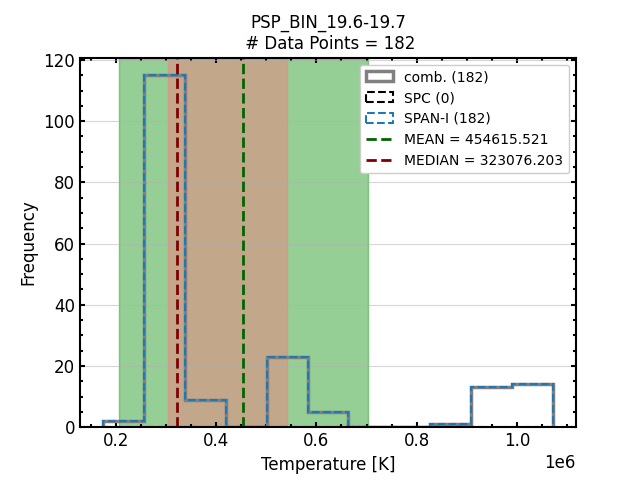 PSP_BIN_19.6-19.7
# Data Points = 182
120
100
80
60
40
20
0
Frequency
comb. (182)
SPC (0)
SPAN-I (182)
MEAN = 454615.521
MEDIAN = 323076.203
0.2 0.4 0.6 0.8 1.0
Temperature [K]
1e6